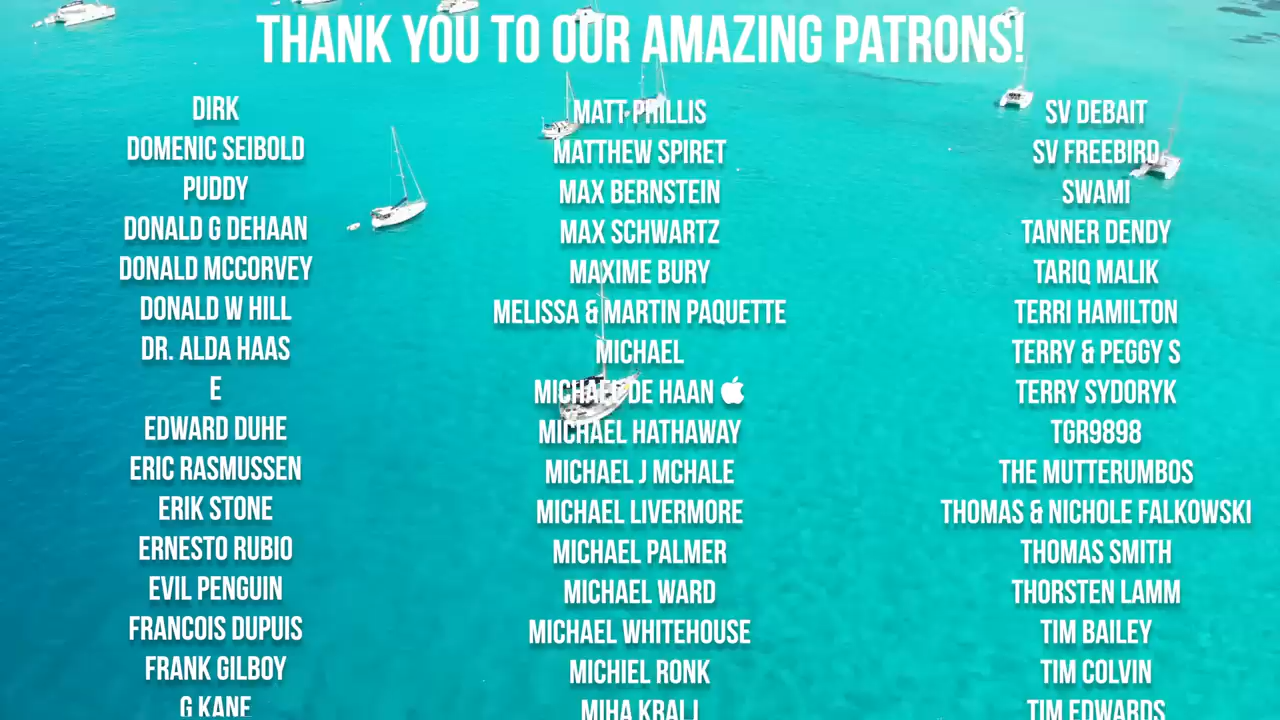 THANK YOU TO OUR AMAZING PATRONS!
DIRK
DOMENIC SEIBOLD
PUDDY
DONALD G DEHAAN
DONALD MCCORVEY
DONALD W HILL
DR. ALDA HAAS
E
EDWARD DUHE
ERIC RASMUSSEN
ERIK STONE
ERNESTO RUBIO
EVIL PENGUIN
FRANCOIS DUPUIS
FRANK GILBOY
G KANE
MATT PHILLIS
MATTHEW SPIRET
MAX BERNSTEIN
MAX SCHWARTZ
MAXIME BURY
MELISSA & MARTIN PAQUETTE
MICHAEL
MICHAEL DE HAAN
MICHAEL HATHAWAY
MICHAEL J MCHALE
MICHAEL LIVERMORE
MICHAEL PALMER
MICHAEL WARD
MICHAEL WHITEHOUSE
MICHIEL RONK
MIHA KRALJ
SV DEBAIT
SV FREEBIRD
SWAMI
TANNER DENDY
TARIQ MALIK
TERRI HAMILTON
TERRY & PEGGY S
TERRY SYDORYK
TGR9898
THE MUTTERUMBOS
THOMAS & NICHOLE FALKOWSKI
THOMAS SMITH
THORSTEN LAMM
TIM BAILEY
TIM COLVIN
TIM EDWARDS